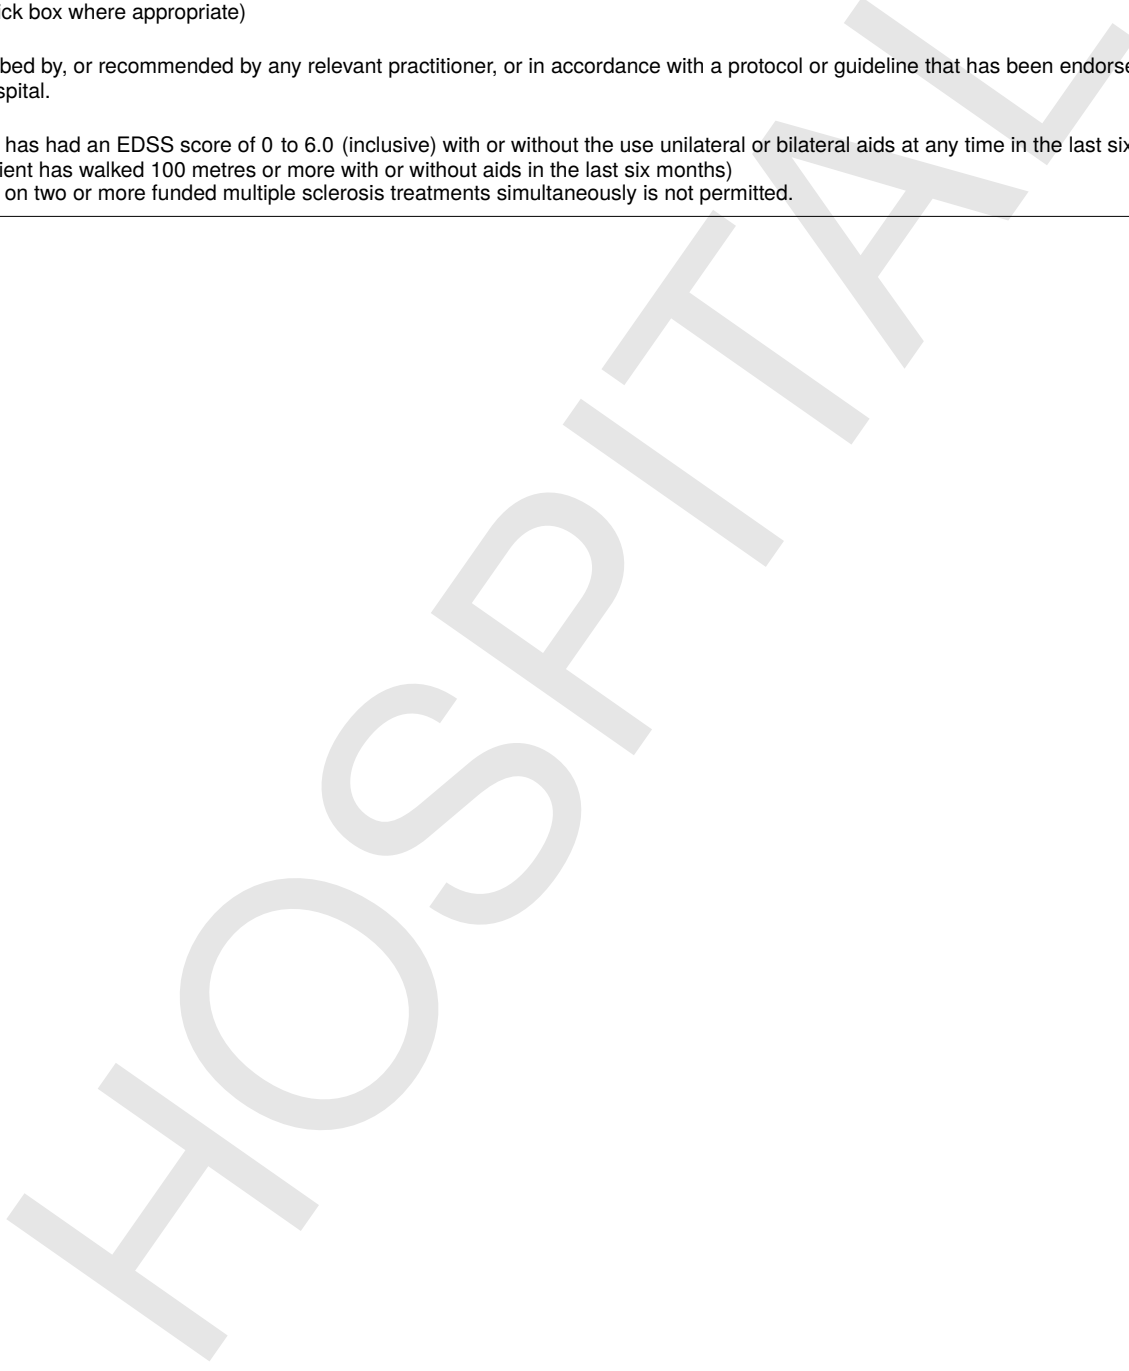 ick box where appropriate)
bed by, or recommended by any relevant practitioner, or in accordance with a protocol or guideline that has been endorse
spital.
has had an EDSS score of 0 to 6.0 (inclusive) with or without the use unilateral or bilateral aids at any time in the last six
ient has walked 100 metres or more with or without aids in the last six months)
on two or more funded multiple sclerosis treatments simultaneously is not permitted.
HOSPITAL